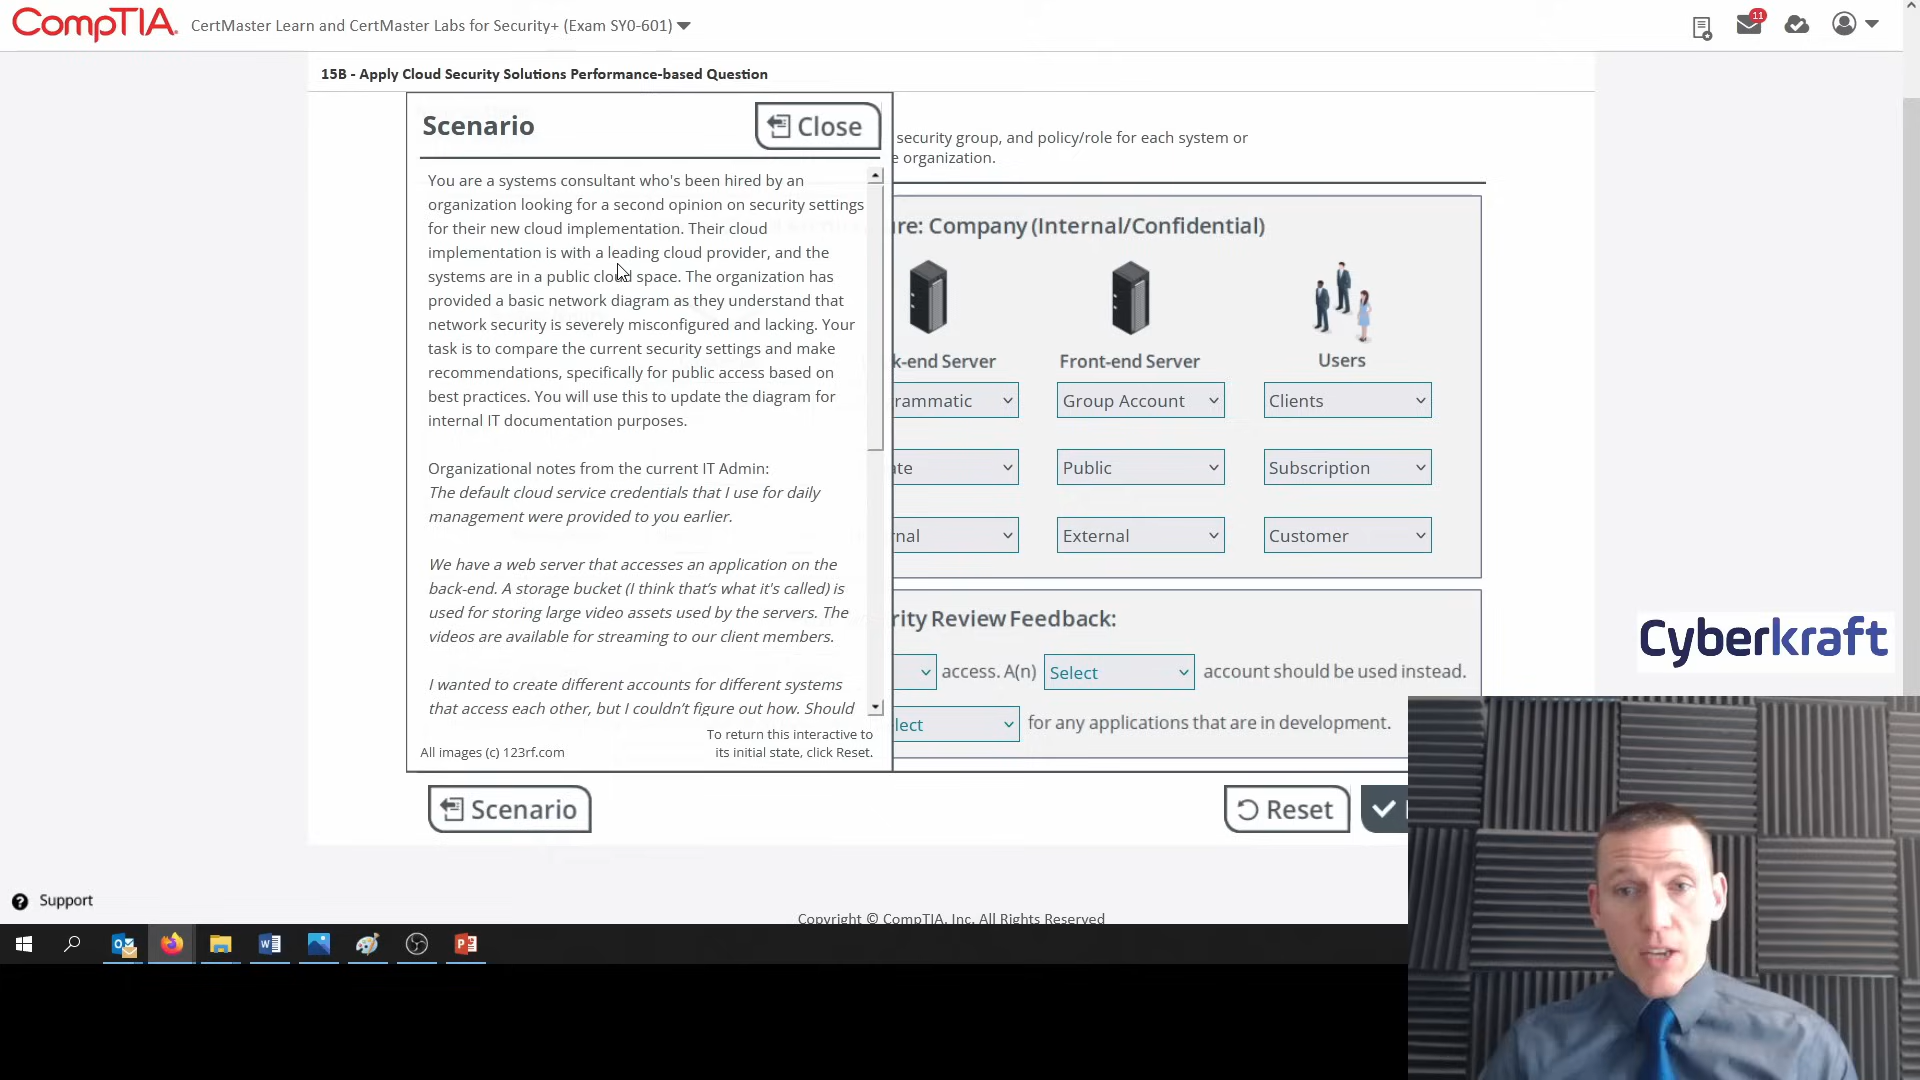 CompTIA.
CertMaster Learn and CertMaster Labs for Security+ (Exam SY0-601)
11
15B - Apply Cloud Security Solutions Performance-based Question
Scenario
Close
security group, and policy/role for each system or
e organization.
You are a systems consultant who's been hired by an
organization looking for a second opinion on security settings
for their new cloud implementation. Their cloud
implementation is with a leading cloud provider, and the
systems are in a public cloud space. The organization has
provided a basic network diagram as they understand that
network security is severely misconfigured and lacking. Your
task is to compare the current security settings and make
recommendations, specifically for public access based on
best practices. You will use this to update the diagram for
internal IT documentation purposes.
Organizational notes from the current IT Admin:
The default cloud service credentials that I use for daily
management were provided to you earlier.
We have a web server that accesses an application on the
back-end. A storage bucket (I think that's what it's called) is
used for storing large video assets used by the servers. The
videos are available for streaming to our client members.
I wanted to create different accounts for different systems
that access each other, but I couldn't figure out how. Should
All images (c) 123rf.com
To return this interactive to
its initial state, click Reset.
re: Company (Internal/Confidential)
k-end Server
Front-end Server
Users
rammatic
Group Account
Clients
te
Public
Subscription
nal
External
Customer
rity Review Feedback:
access. A(n)
Select
account should be used instead.
lect
for any applications that are in development.
Scenario
Reset
Cyberkraft
Support
Copyright © CompTIA, Inc. All Rights Reserved